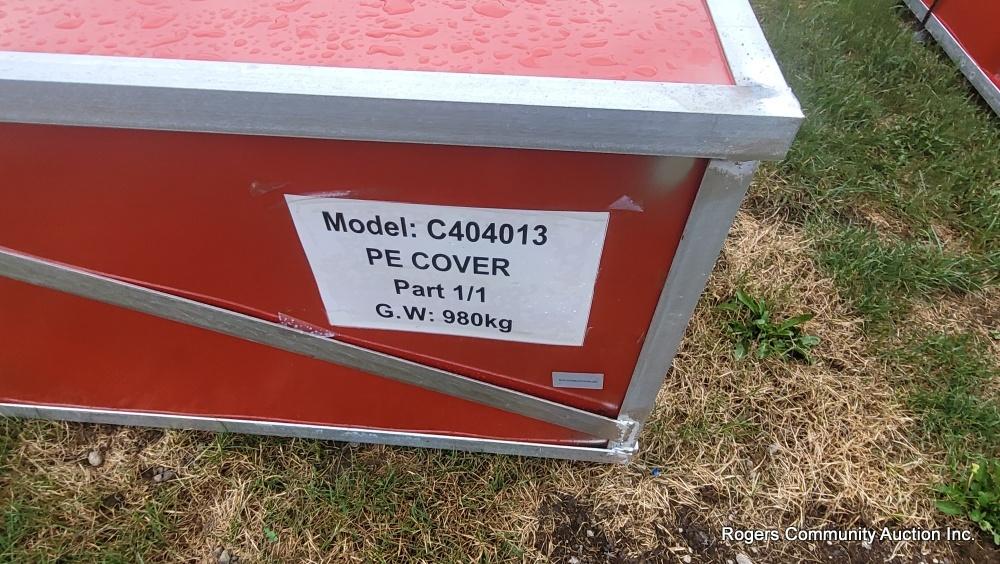 Model: C404013
PE COVER
Part 1/1
G.W: 980kg
Rogers Community Auction Inc.